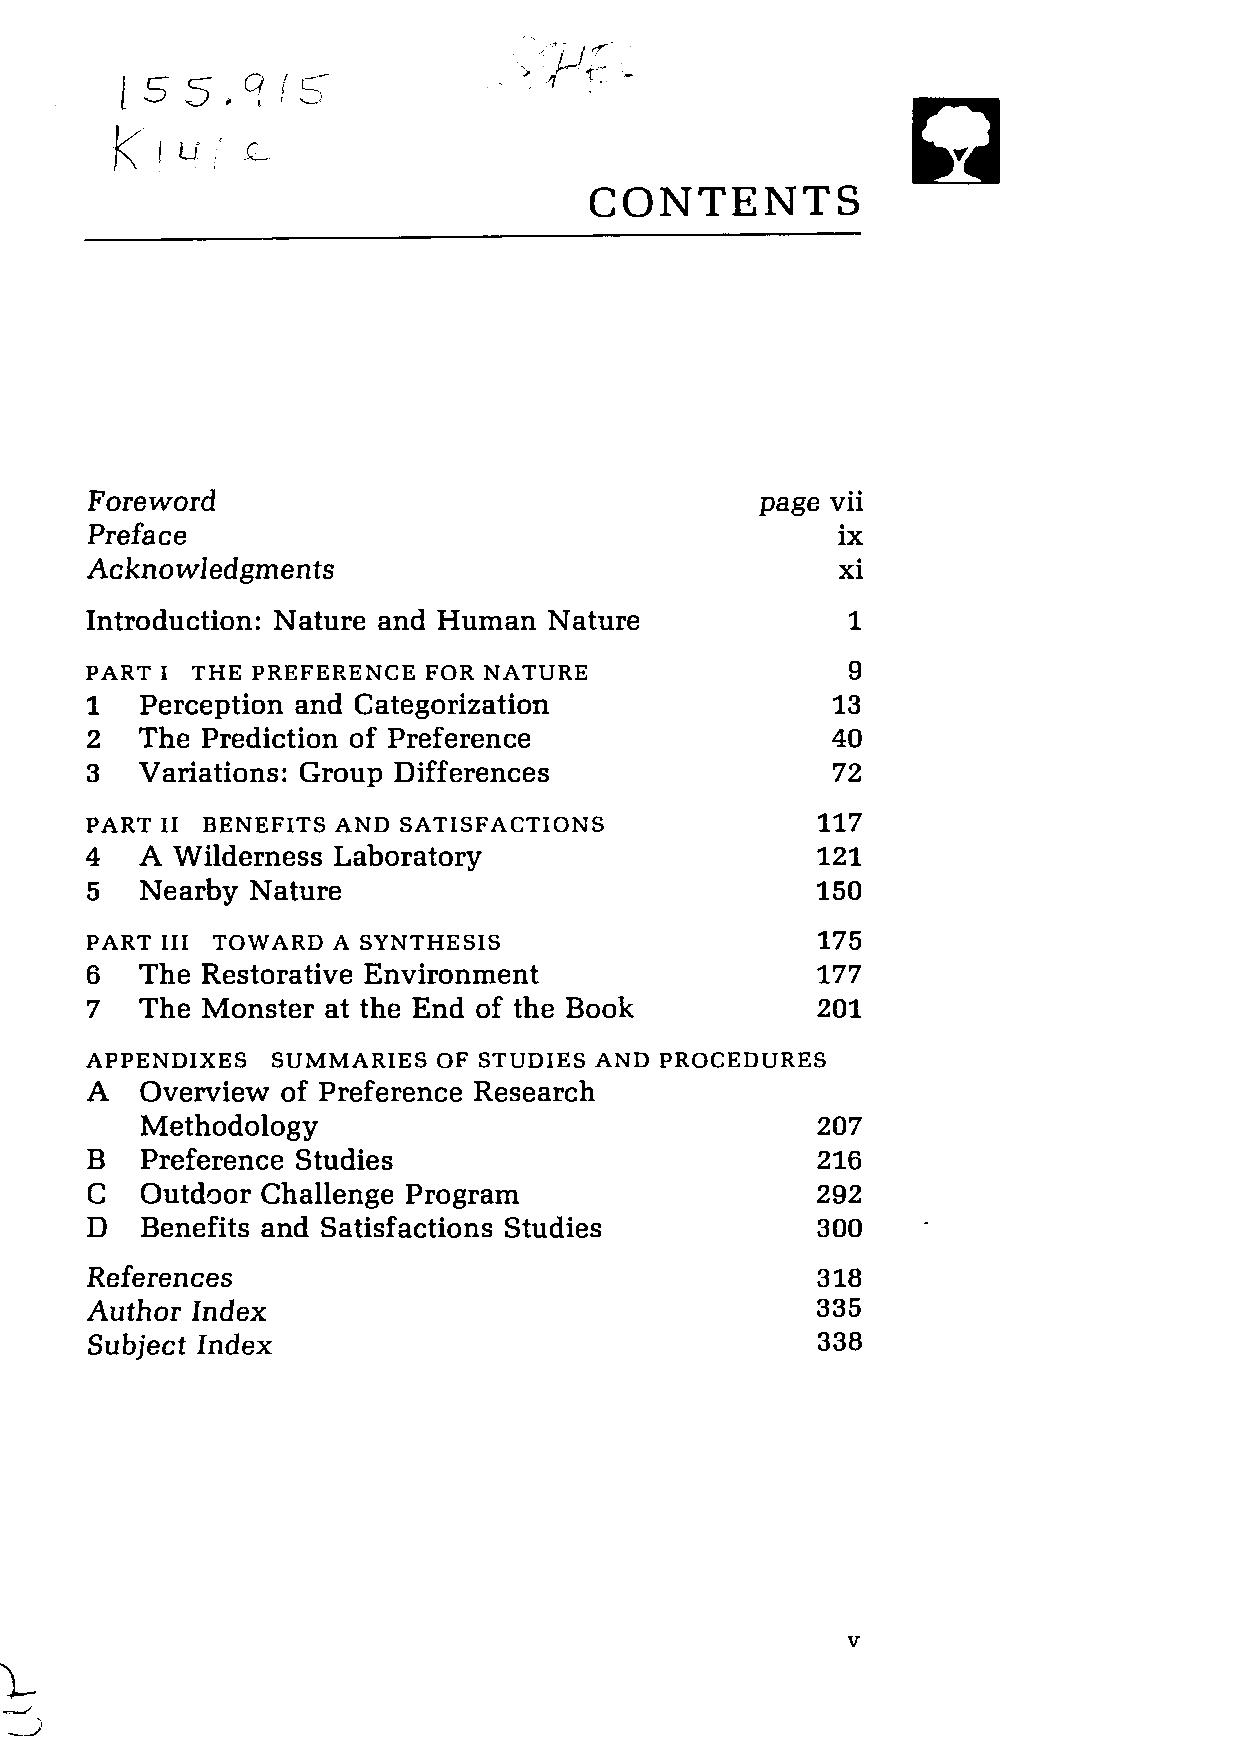 155.915
CONTENTS
Foreword page vii
Preface ix
Acknowledgments xi
Introduction: Nature and Human Nature 1
PART I THE PREFERENCE FOR NATURE 9
1 Perception and Categorization 13
2 The Prediction of Preference 40
3 Variations: Group Differences 72
PART II BENEFITS AND SATISFACTIONS 117
4 A Wilderness Laboratory 121
5 Nearby Nature 150
PART III TOWARD A SYNTHESIS 175
6 The Restorative Environment 177
7 The Monster at the End of the Book 201
APPENDIXES SUMMARIES OF STUDIES AND PROCEDURES
A Overview of Preference Research
Methodology 207
B Preference Studies 216
C Outdoor Challenge Program 292
D Benefits and Satisfactions Studies 300
References 318
Author Index 335
Subject Index 338
v